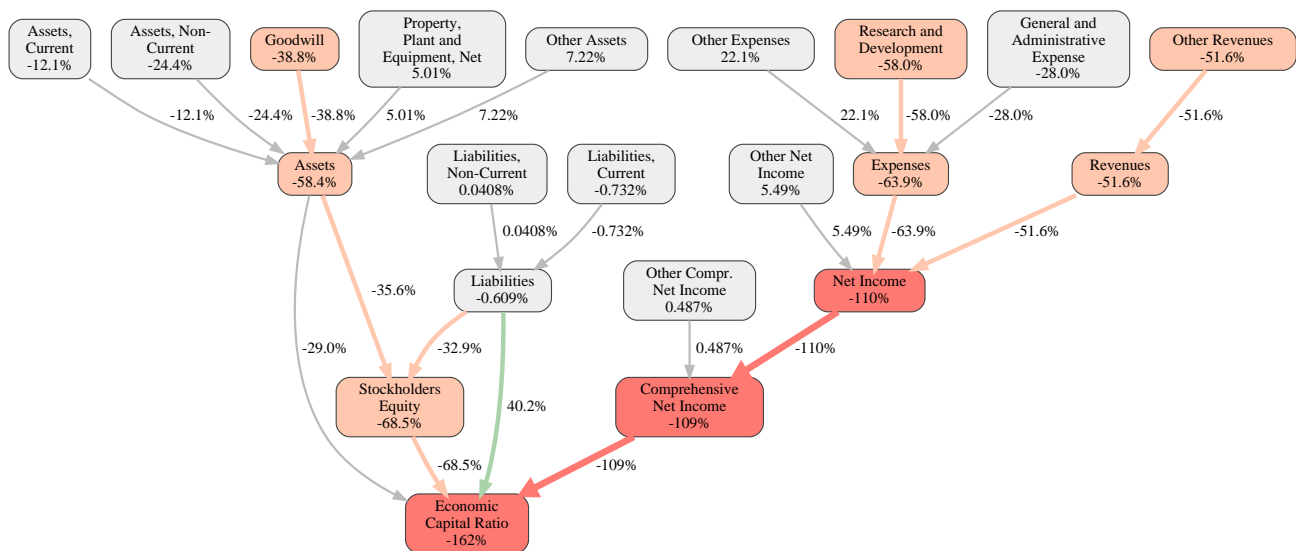 Assets,
Current
-12.1%
Assets, Non-
Current
-24.4%
Goodwill
-38.8%
Property,
Plant and
Equipment, Net
5.01%
Other Assets
7.22%
Other Expenses
22.1%
Research and
Development
-58.0%
General and
Administrative
Expense
-28.0%
Other Revenues
-51.6%
-12.1%
-24.4%
-38.8%
5.01%
7.22%
22.1%
-58.0%
-28.0%
-51.6%
Assets
-58.4%
Liabilities,
Non-Current
0.0408%
Liabilities,
Current
-0.732%
Other Net
Income
5.49%
Expenses
-63.9%
Revenues
-51.6%
0.0408%
-0.732%
5.49%
-63.9%
-51.6%
-35.6%
Liabilities
-0.609%
Other Compr.
Net Income
0.487%
Net Income
-110%
-29.0%
-32.9%
0.487%
-110%
Stockholders
Equity
-68.5%
40.2%
Comprehensive
Net Income
-109%
-68.5%
-109%
Economic
Capital Ratio
-162%